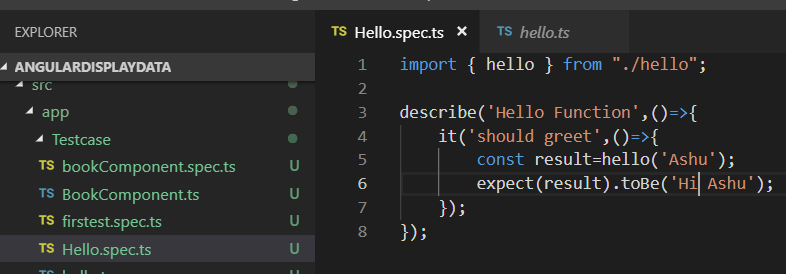 EXPLORER
ANGULARDISPLAYDATA
src
app
Testcase
TS bookComponent.spec.ts U
TS BookComponent.ts U
TS firstest.spec.ts U
TS Hello.spec.ts U
TS Hello.spec.ts ×
TS hello.ts
1 import { hello } from "./hello";
2
3 describe('Hello Function',()=>{
4 it('should greet',()=>{
5 const result=hello('Ashu');
6 expect(result).toBe('Hi Ashu');
7 });
8 });